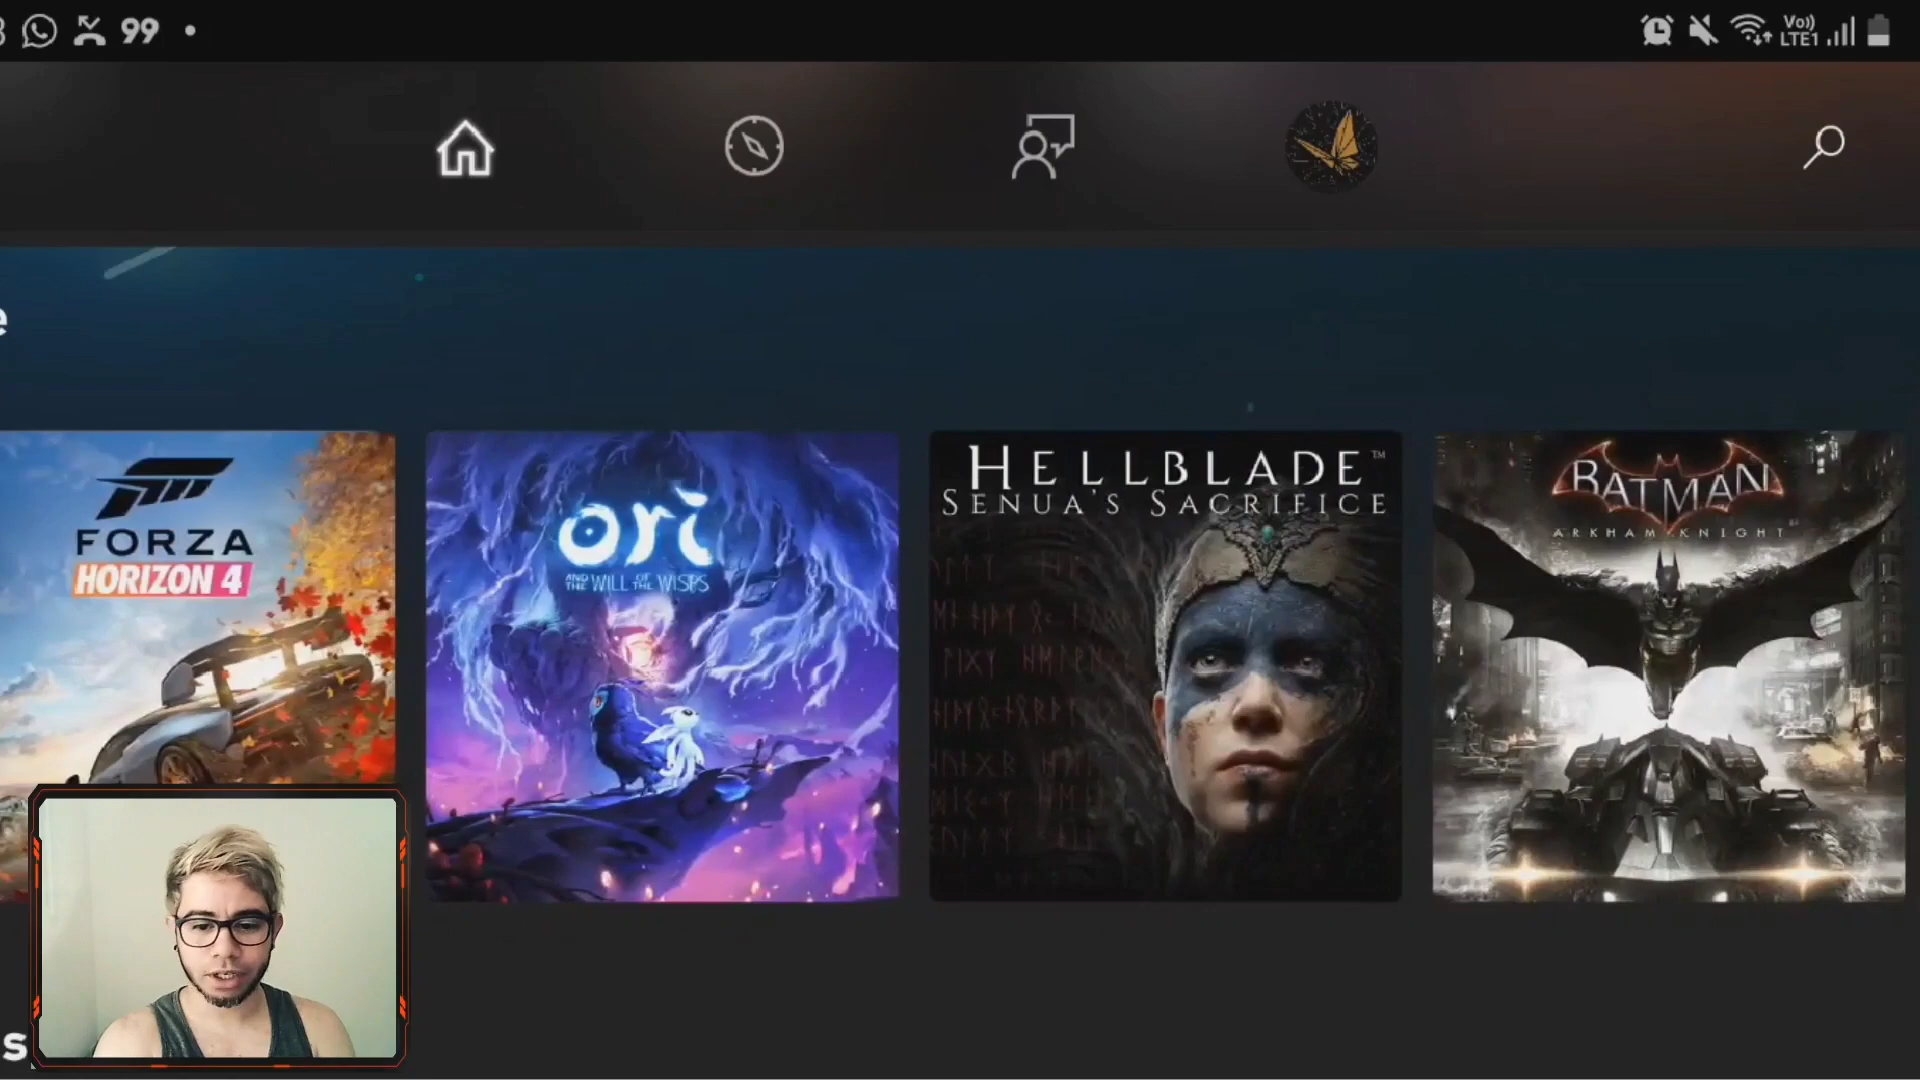 99
Vo))
LTE1
e
FORZA
HORIZON 4
ori
AND THE WILL OF THE WISPS
HELLBLADE™
SENUA'S SACRIFICE
BATMAN
ARKHAM KNIGHT
s